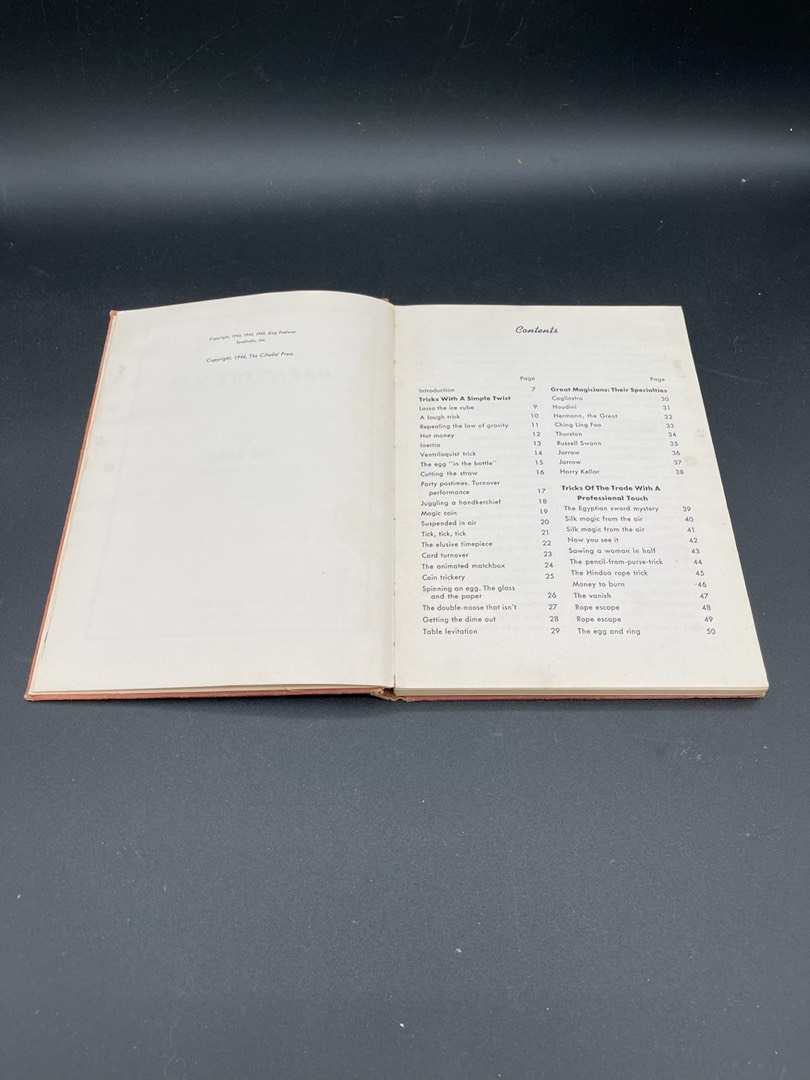 Syndicate, Inc.
Copyright, 1946, The Citadel Press
Contents
Page
Introduction 7
Tricks With A Simple Twist
Lasso the ice cube 9
A tough trick 10
Repealing the law of gravity 11
Hot money 12
Inertia 13
Ventriloquist trick 14
The egg "in the bottle" 15
Cutting the straw 16
Party pastimes. Turnover
performance 17
Juggling a handkerchief 18
Magic coin 19
Suspended in air 20
Tick, tick, tick 21
The elusive timepiece 22
Card turnover 23
The animated matchbox 24
Coin trickery 25
Spinning an egg. The glass
and the paper 26
The double-noose that isn't 27
Getting the dime out 28
Table levitation 29
Page
Great Magicians: Their Specialties
Cagliostro 30
Houdini 31
Hermann, the Great 32
Ching Ling Foo 33
Thurston 34
Russell Swann 35
Jarrow 36
Jarrow 37
Harry Kellar 38
Tricks Of The Trade With A
Professional Touch
The Egyptian sword mystery 39
Silk magic from the air 40
Silk magic from the air 41
Now you see it 42
Sawing a woman in half 43
The pencil-from-purse-trick 44
The Hindoo rope trick 45
Money to burn 46
The vanish 47
Rope escape 48
Rope escape 49
The egg and ring 50